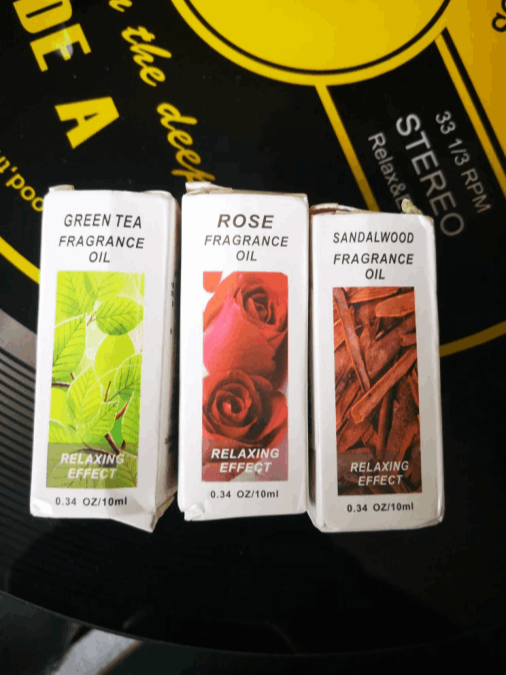 DE A
n the deep
33 1/3 RPM
STEREO
GREEN TEA
FRAGRANCE
OIL
RELAXING
EFFECT
0.34 OZ/10ml
ROSE
FRAGRANCE
OIL
RELAXING
EFFECT
0.34 OZ/10ml
SANDALWOOD
FRAGRANCE
OIL
RELAXING
EFFECT
0.34 OZ/10ml